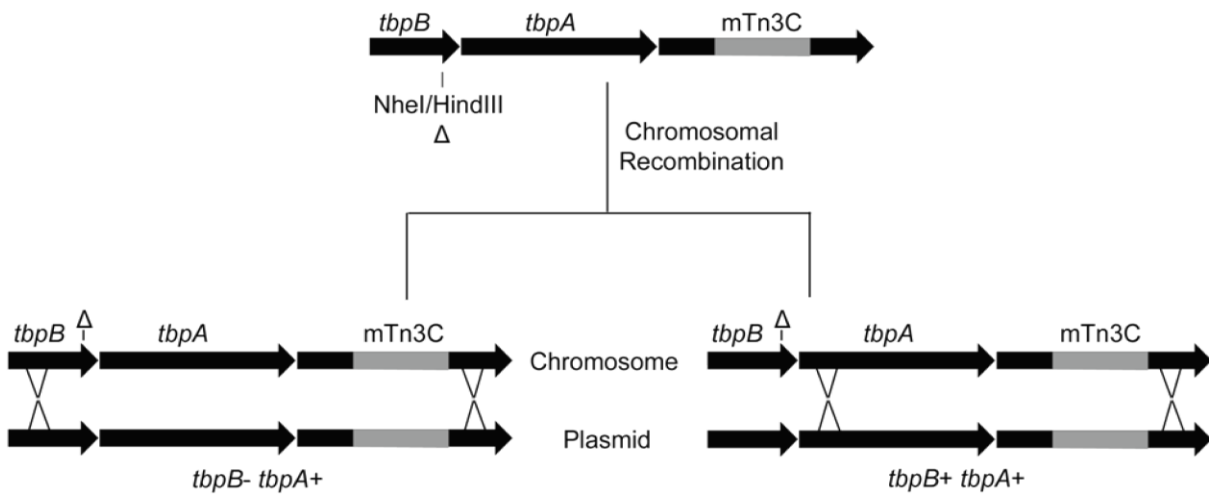 tbpB tbpA mTn3C
NheI/HindIII
Δ
Chromosomal
Recombination
tbpB Δ tbpA mTn3C
tbpB Δ tbpA mTn3C
Chromosome
Plasmid
tbpB- tbpA+
tbpB+ tbpA+